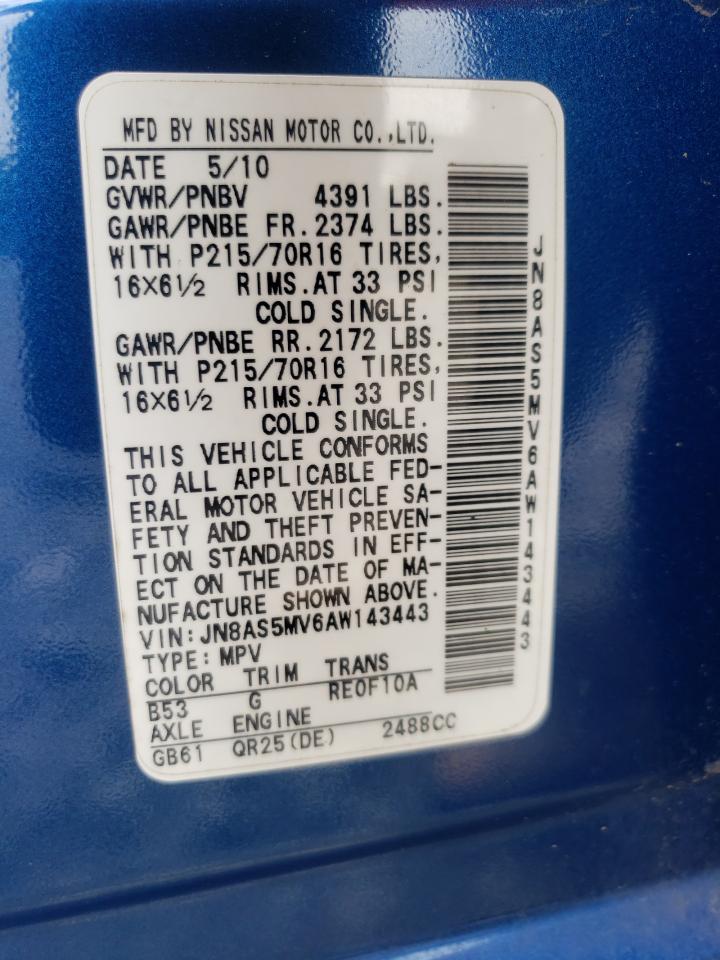 MFD BY NISSAN MOTOR CO.,LTD.
DATE 5/10
GVWR/PNBV 4391 LBS.
GAWR/PNBE FR.2374 LBS.
WITH P215/70R16 TIRES,
16X6½ RIMS.AT 33 PSI
COLD SINGLE.
GAWR/PNBE RR.2172 LBS.
WITH P215/70R16 TIRES,
16X6½ RIMS.AT 33 PSI
COLD SINGLE.
THIS VEHICLE CONFORMS
TO ALL APPLICABLE FED-
ERAL MOTOR VEHICLE SA-
FETY AND THEFT PREVEN-
TION STANDARDS IN EFF-
ECT ON THE DATE OF MA-
NUFACTURE SHOWN ABOVE.
VIN:JN8AS5MV6AW143443
TYPE:MPV
COLOR TRIM TRANS
B53 G RE0F10A
AXLE ENGINE
GB61 QR25(DE) 2488CC
JN8AS5MV6AW143443